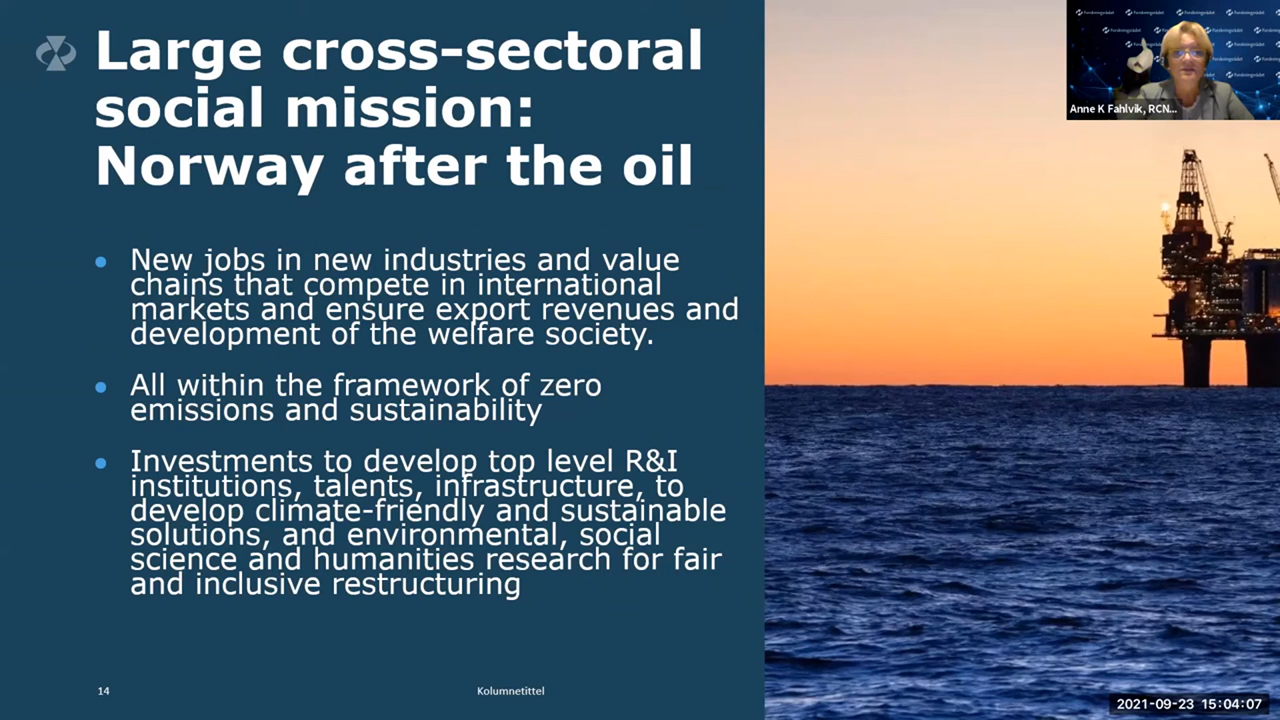 Large cross-sectoral
social mission:
Norway after the oil
New jobs in new industries and value
chains that compete in international
markets and ensure export revenues and
development of the welfare society.
All within the framework of zero
emissions and sustainability
Investments to develop top level R&I
institutions, talents, infrastructure, to
develop climate-friendly and sustainable
solutions, and environmental, social
science and humanities research for fair
and inclusive restructuring
14
Kolumnetittel
Forskningsrådet
Anne K Fahlvik, RCN...
2021-09-23 15:04:07